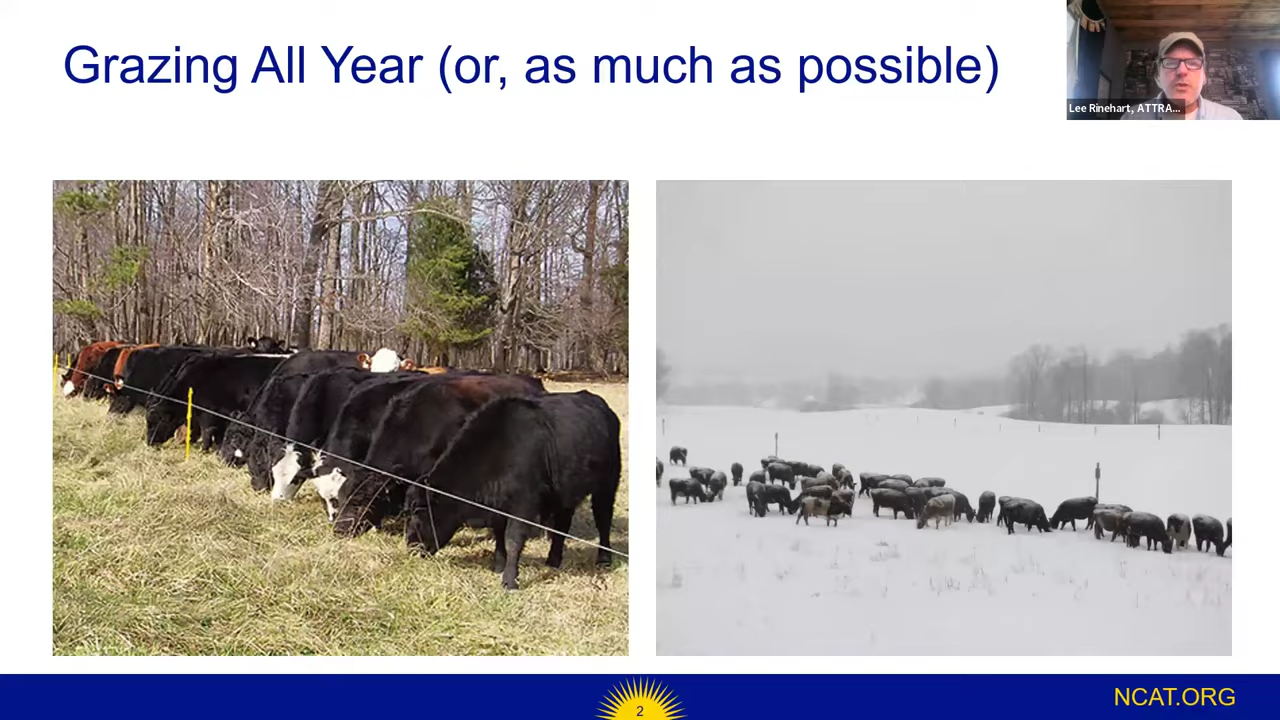 Grazing All Year (or, as much as possible)
Lee Rinehart, ATTRA...
2
NCAT.ORG